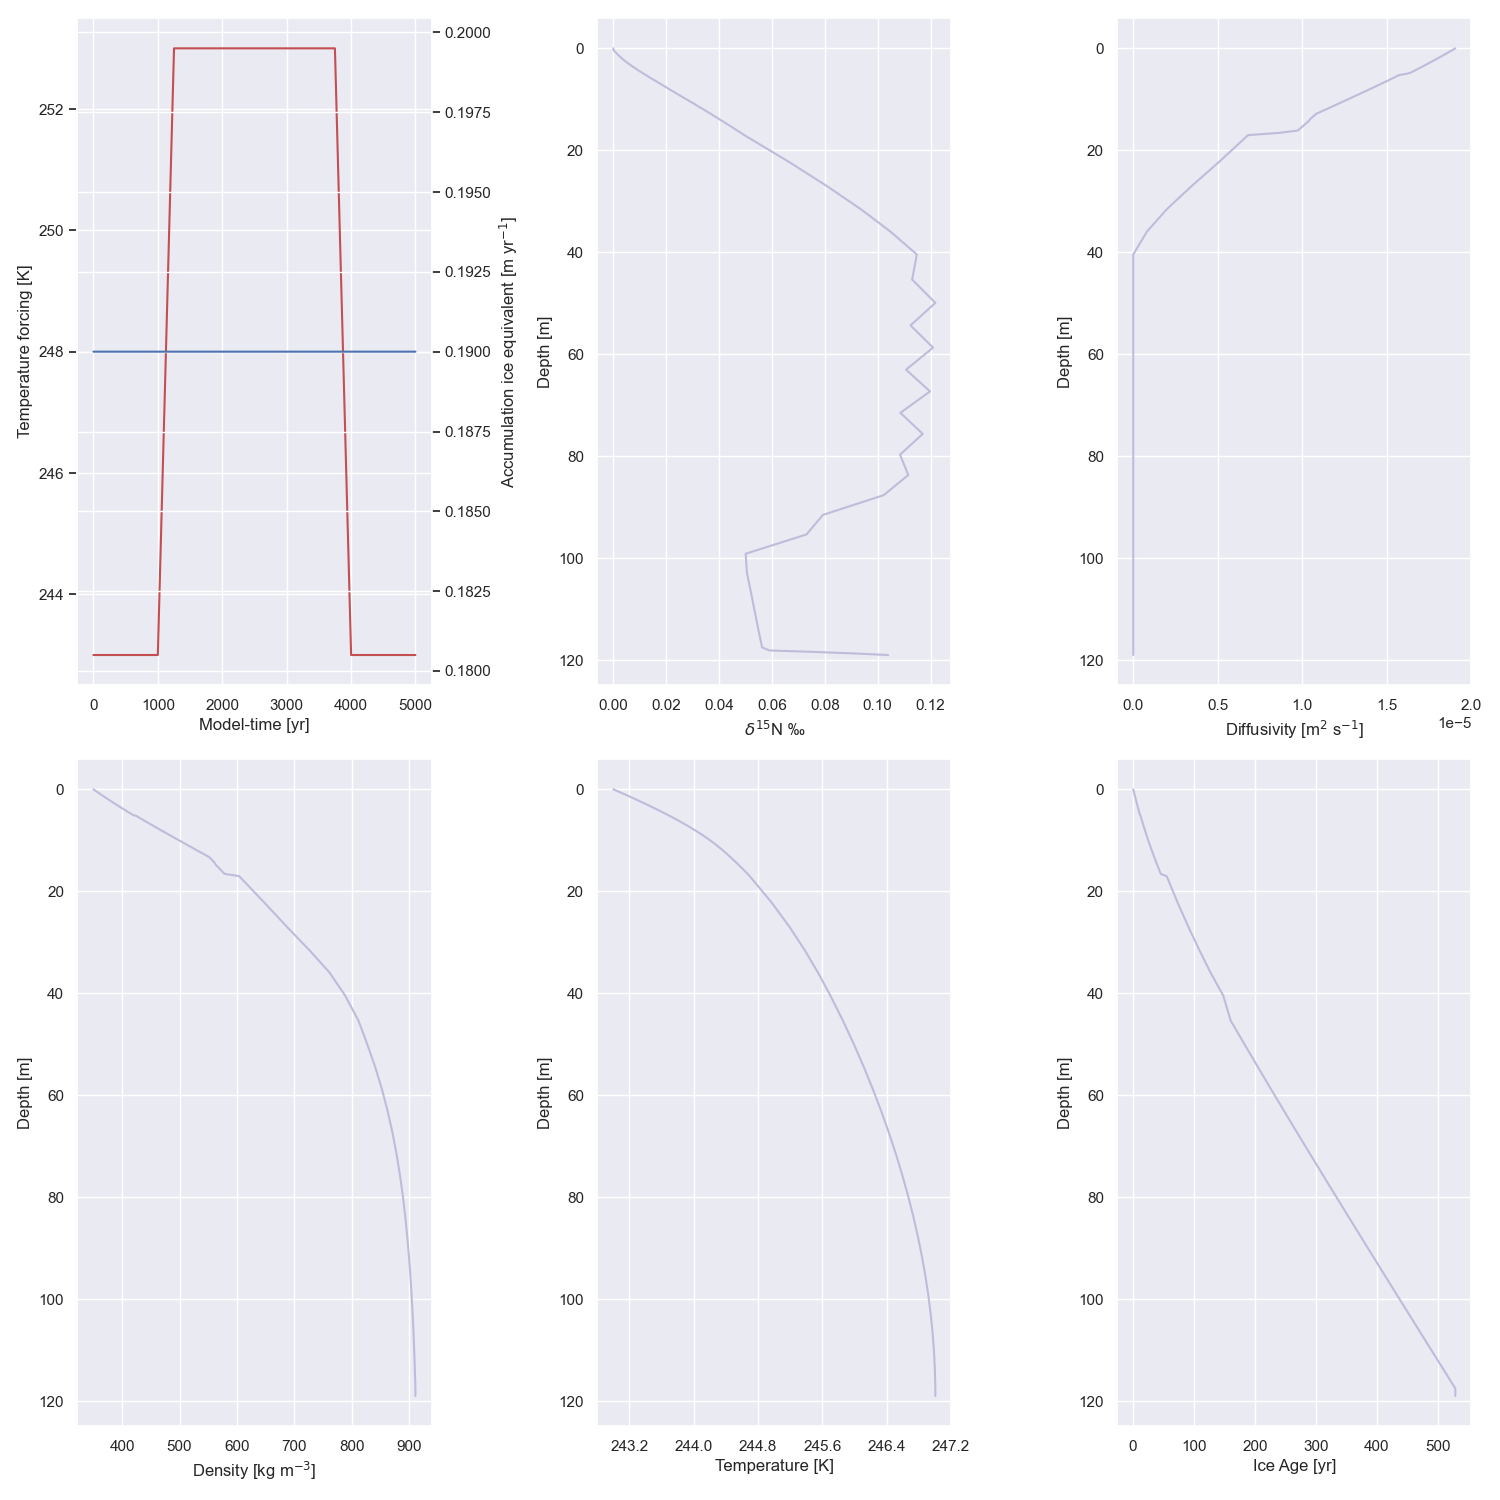 Temperature forcing [K]
252
250
248
246
244
0 1000 2000 3000 4000 5000
Model-time [yr]
0.2000
0.1975
0.1950
0.1925
0.1900
0.1875
0.1850
0.1825
0.1800
Accumulation ice equivalent [m yr⁻¹]
Depth [m]
0
20
40
60
80
100
120
0.00 0.02 0.04 0.06 0.08 0.10 0.12
δ¹⁵N ‰
Depth [m]
0
20
40
60
80
100
120
0.0 0.5 1.0 1.5 2.0
1e−5
Diffusivity [m² s⁻¹]
Depth [m]
0
20
40
60
80
100
120
400 500 600 700 800 900
Density [kg m⁻³]
Depth [m]
0
20
40
60
80
100
120
243.2 244.0 244.8 245.6 246.4 247.2
Temperature [K]
Depth [m]
0
20
40
60
80
100
120
0 100 200 300 400 500
Ice Age [yr]